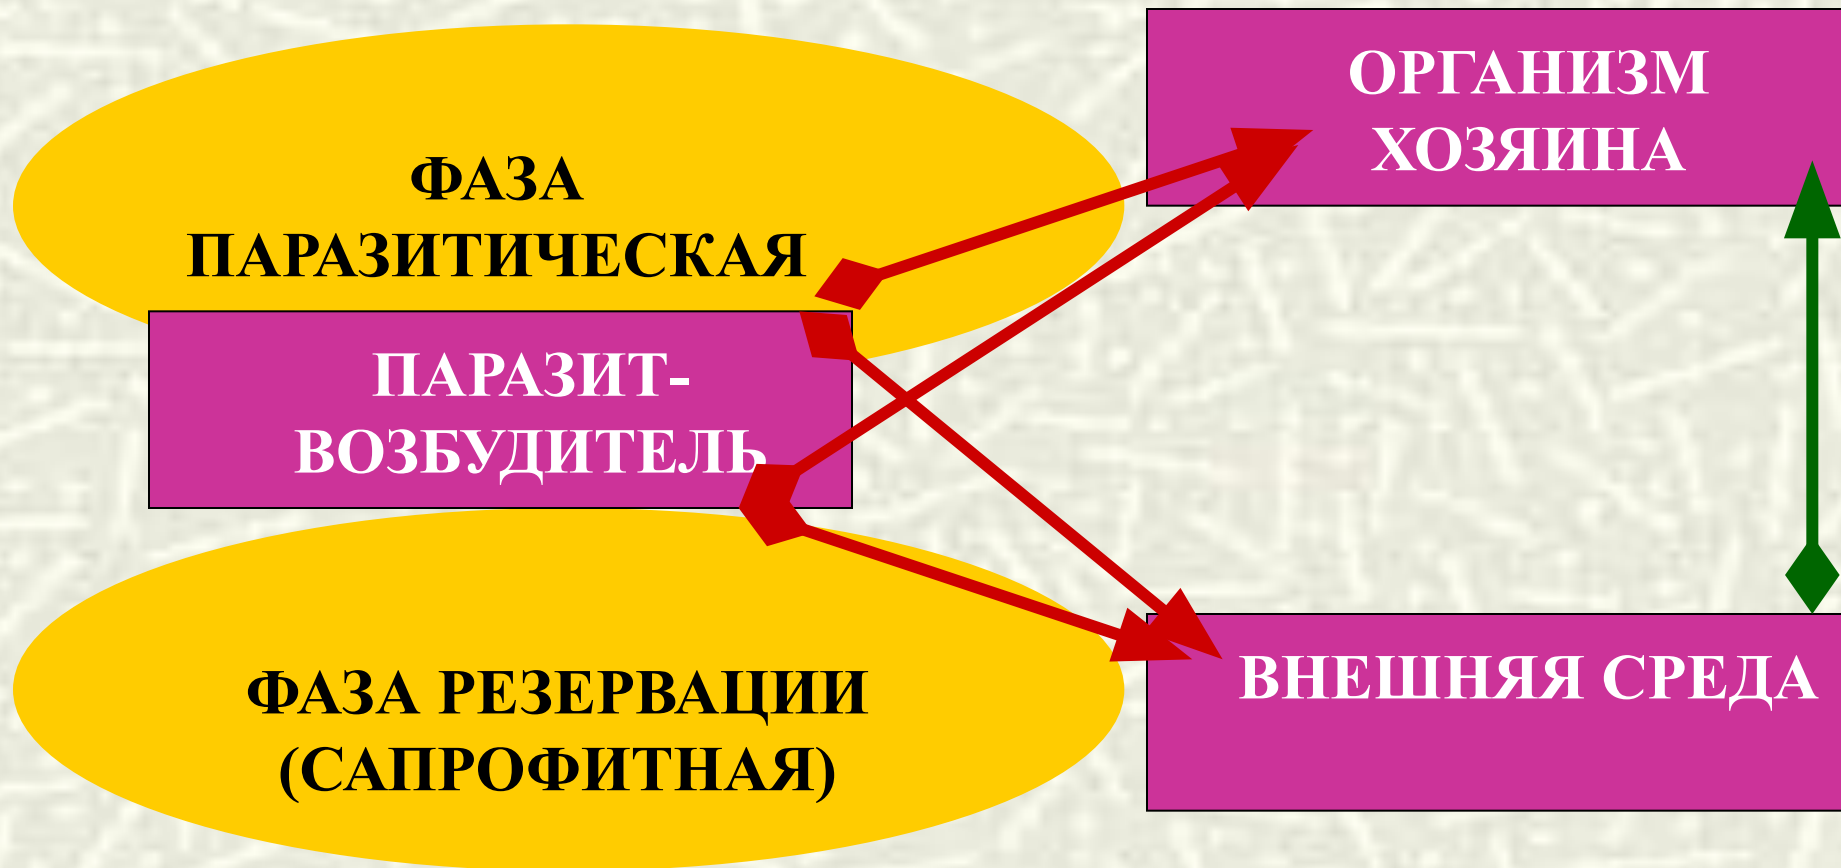 ФАЗА
ПАРАЗИТИЧЕСКАЯ
ПАРАЗИТ-
ВОЗБУДИТЕЛЬ
ФАЗА РЕЗЕРВАЦИИ
(САПРОФИТНАЯ)
ОРГАНИЗМ
ХОЗЯИНА
ВНЕШНЯЯ СРЕДА